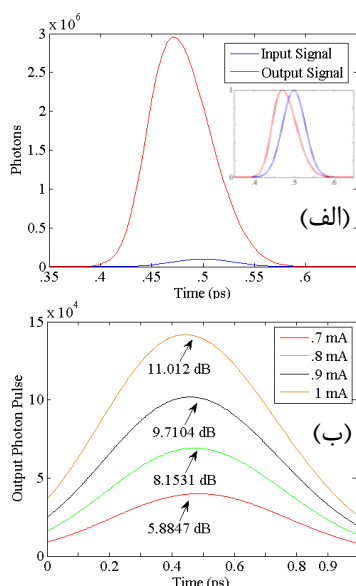 × 10^6
3
2.5
2
1.5
1
0.5
0
Photons
Input Signal
Output Signal
1
0
.4 .5 .6
(الف)
.35 .4 .45 .5 .55 .6
Time (ps)
× 10^4
15
10
5
0
Output Photon Pulse
.7 mA
.8 mA
.9 mA
1 mA
11.012 dB
(ب)
9.7104 dB
8.1531 dB
5.8847 dB
0 0.2 0.4 0.6 0.8 0.9
Time (ps)